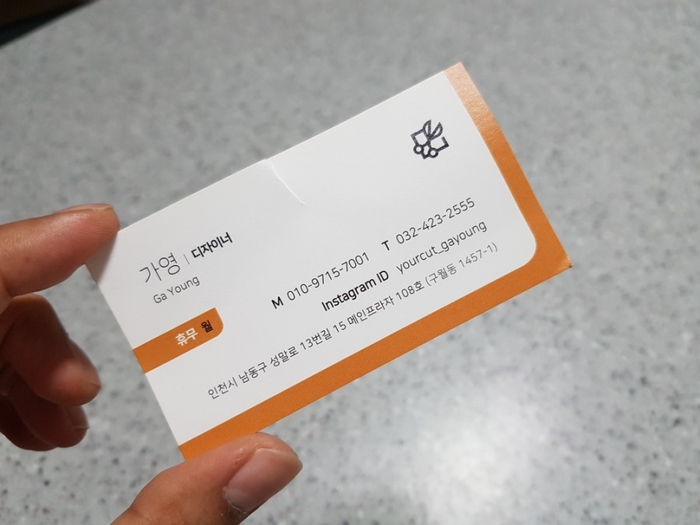 가영 | 디자이너
Ga Young
휴무 월
M 010-9715-7001 T 032-423-2555
Instagram ID yourcut_gayoung
인천시 남동구 성말로 13번길 15 메인프라자 108호 (구월동 1457-1)